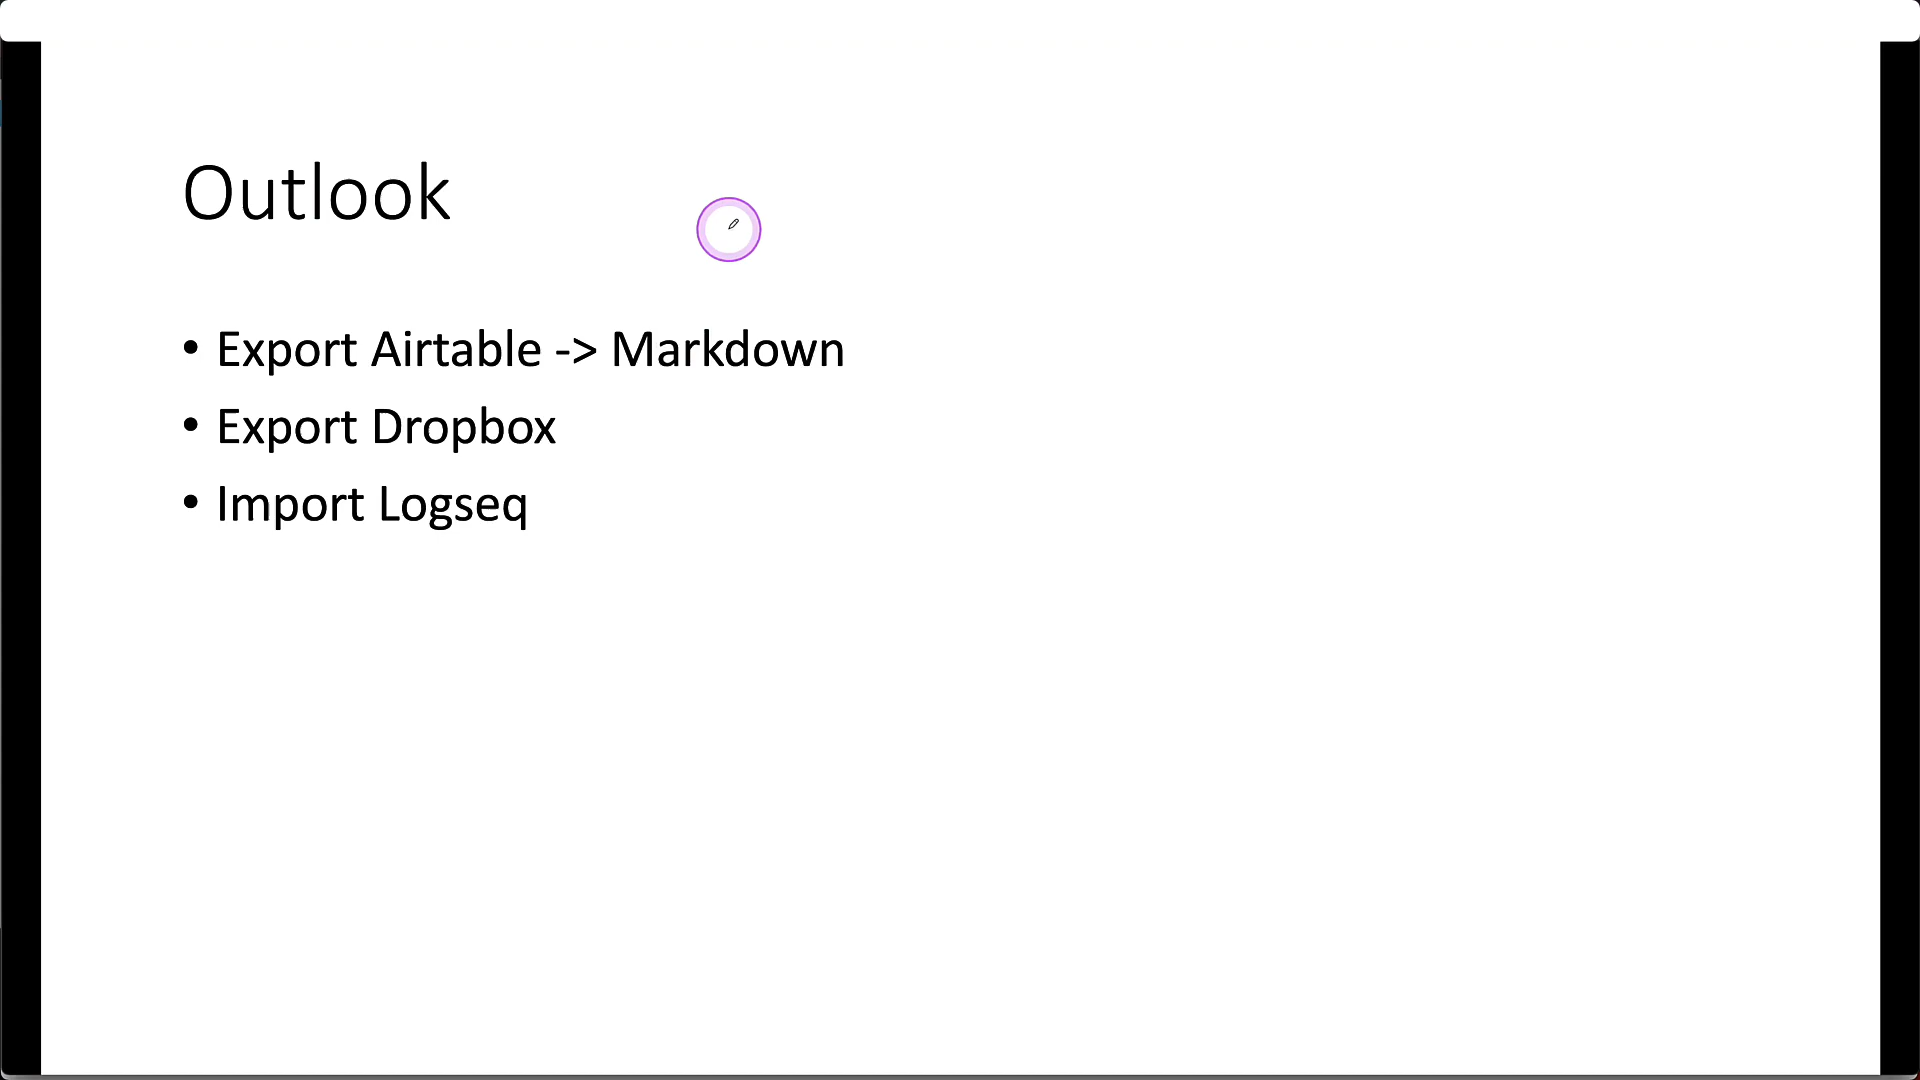 Outlook
• Export Airtable -> Markdown
• Export Dropbox
• Import Logseq